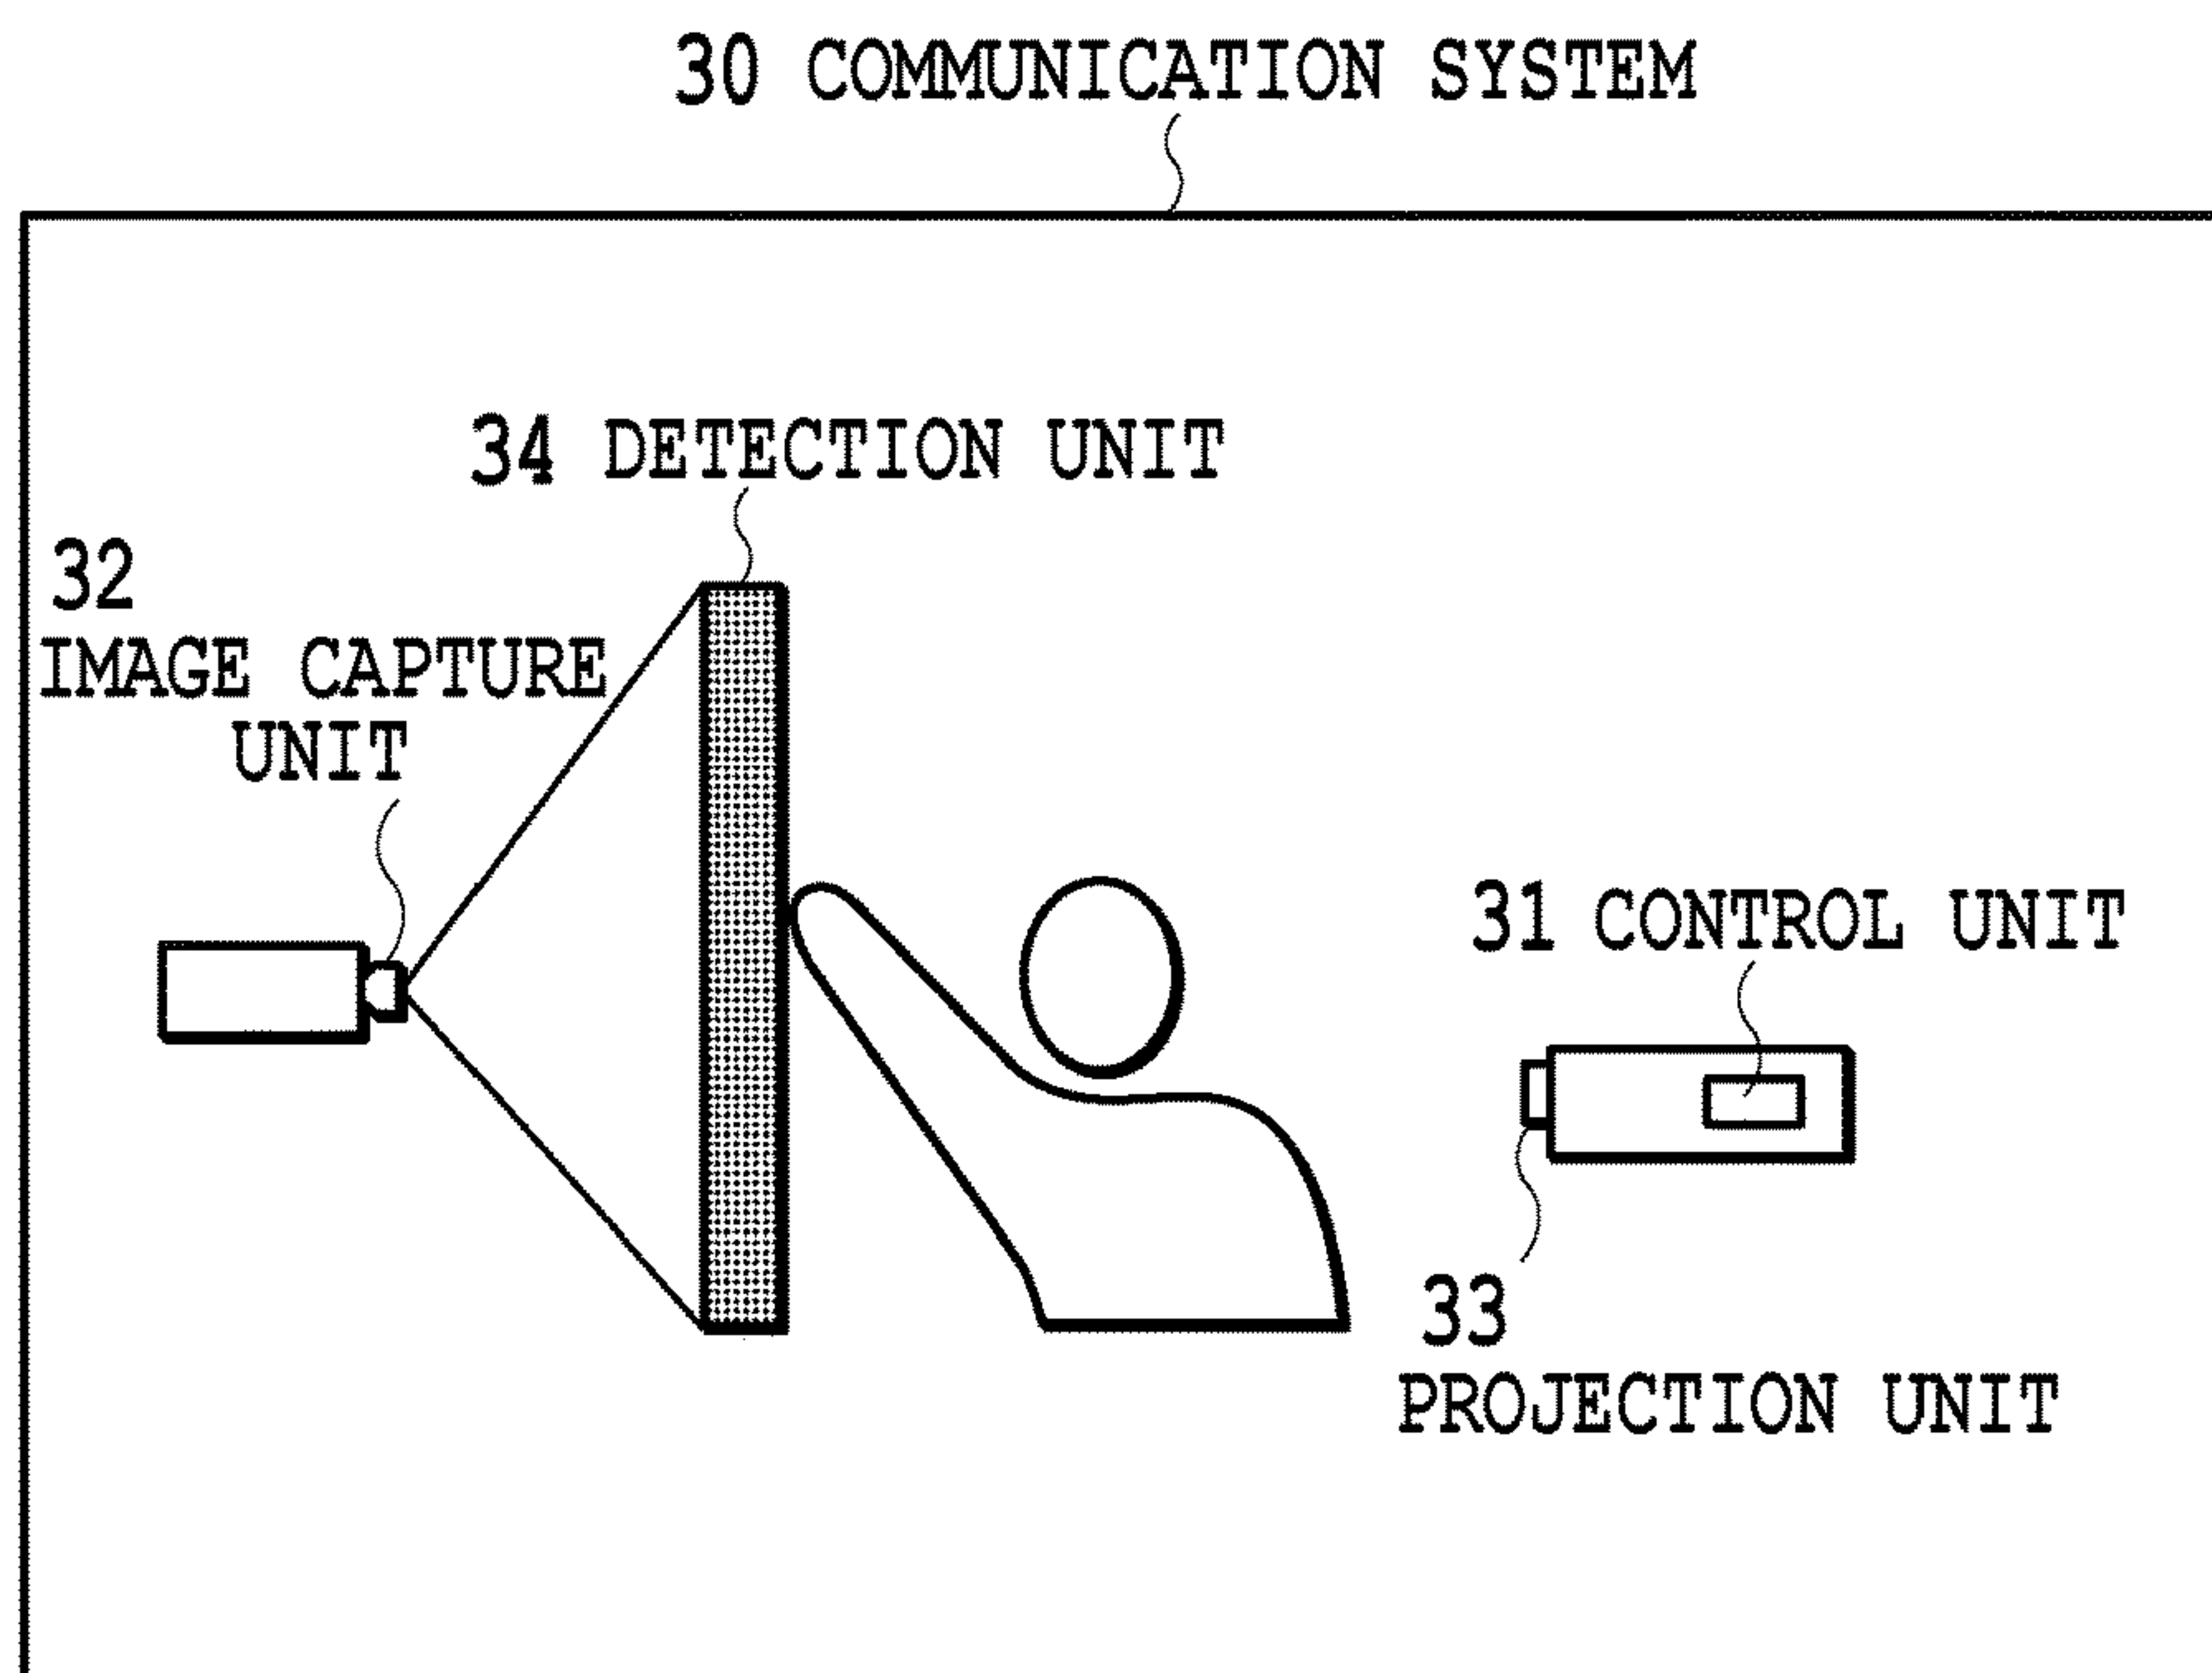 30 COMMUNICATION SYSTEM
34 DETECTION UNIT
32
IMAGE CAPTURE
UNIT
31 CONTROL UNIT
33
PROJECTION UNIT